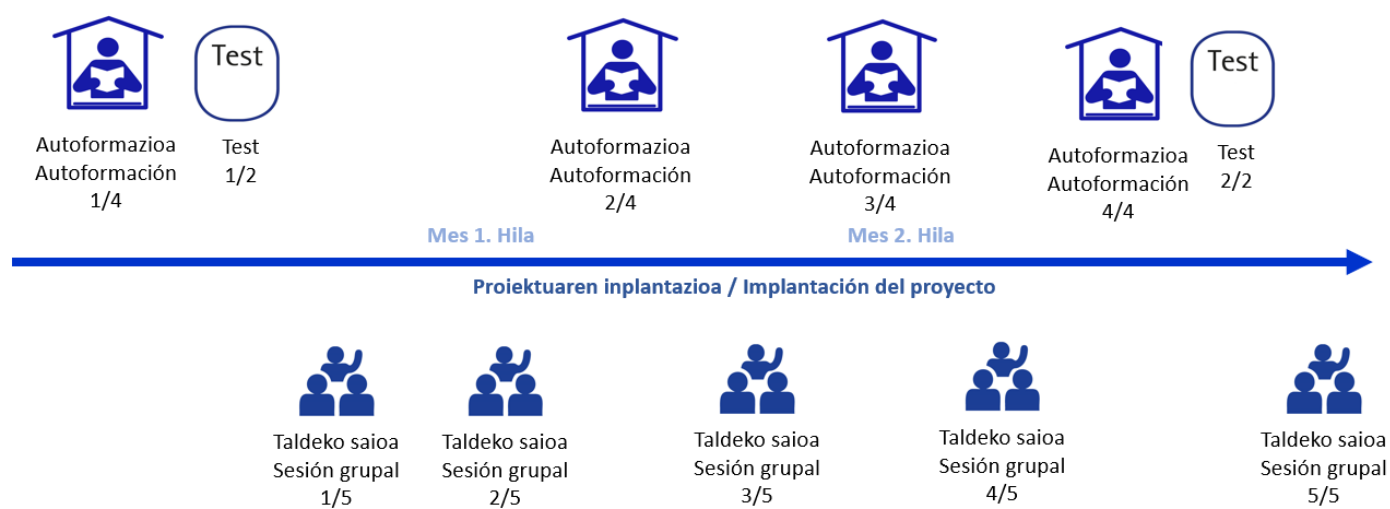 Test
Test
Autoformazioa
Autoformación
1/4
Test
1/2
Autoformazioa
Autoformación
2/4
Autoformazioa
Autoformación
3/4
Autoformazioa
Autoformación
4/4
Test
2/2
Mes 1. Hila
Mes 2. Hila
Proiektuaren inplantazioa / Implantación del proyecto
Taldeko saioa
Sesión grupal
1/5
Taldeko saioa
Sesión grupal
2/5
Taldeko saioa
Sesión grupal
3/5
Taldeko saioa
Sesión grupal
4/5
Taldeko saioa
Sesión grupal
5/5